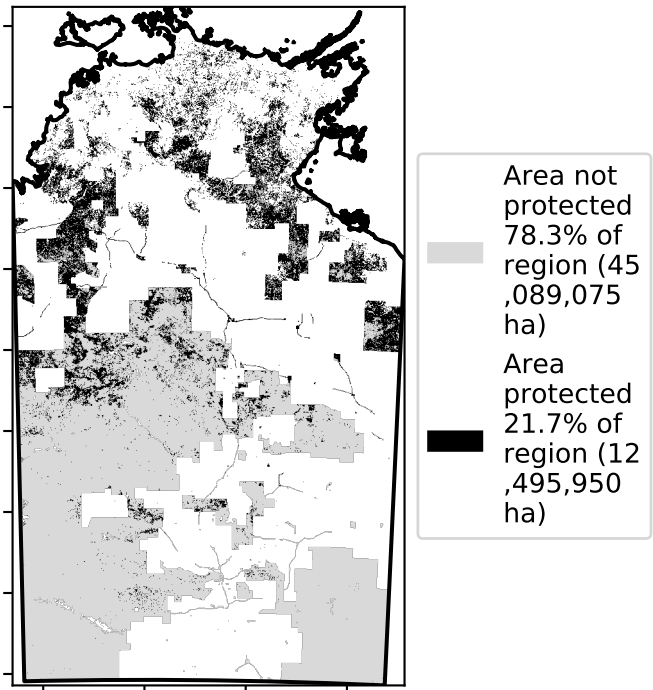 Area not
protected
78.3% of
region (45
,089,075
ha)
Area
protected
21.7% of
region (12
,495,950
ha)